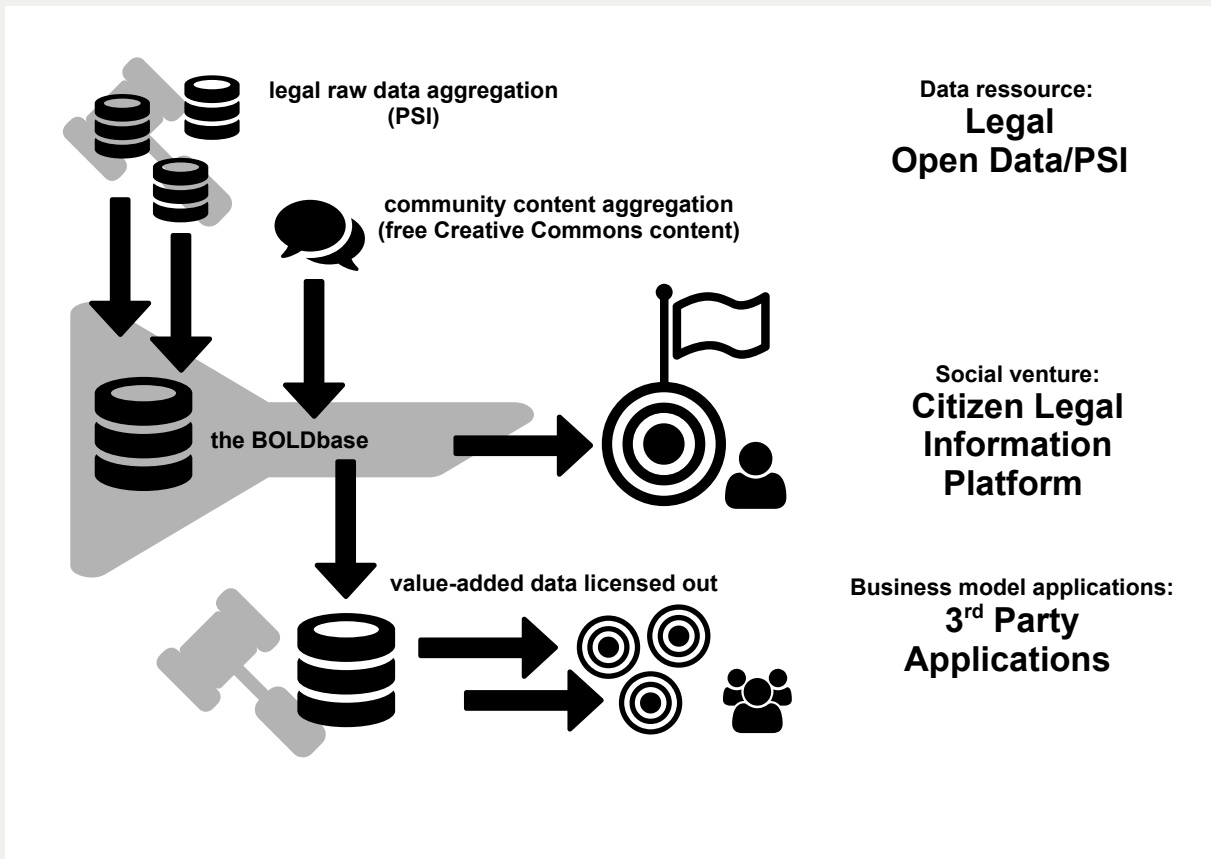 legal raw data aggregation
(PSI)
Data ressource:
Legal
Open Data/PSI
community content aggregation
(free Creative Commons content)
the BOLDbase
Social venture:
Citizen Legal
Information
Platform
value-added data licensed out
Business model applications:
3rd Party
Applications